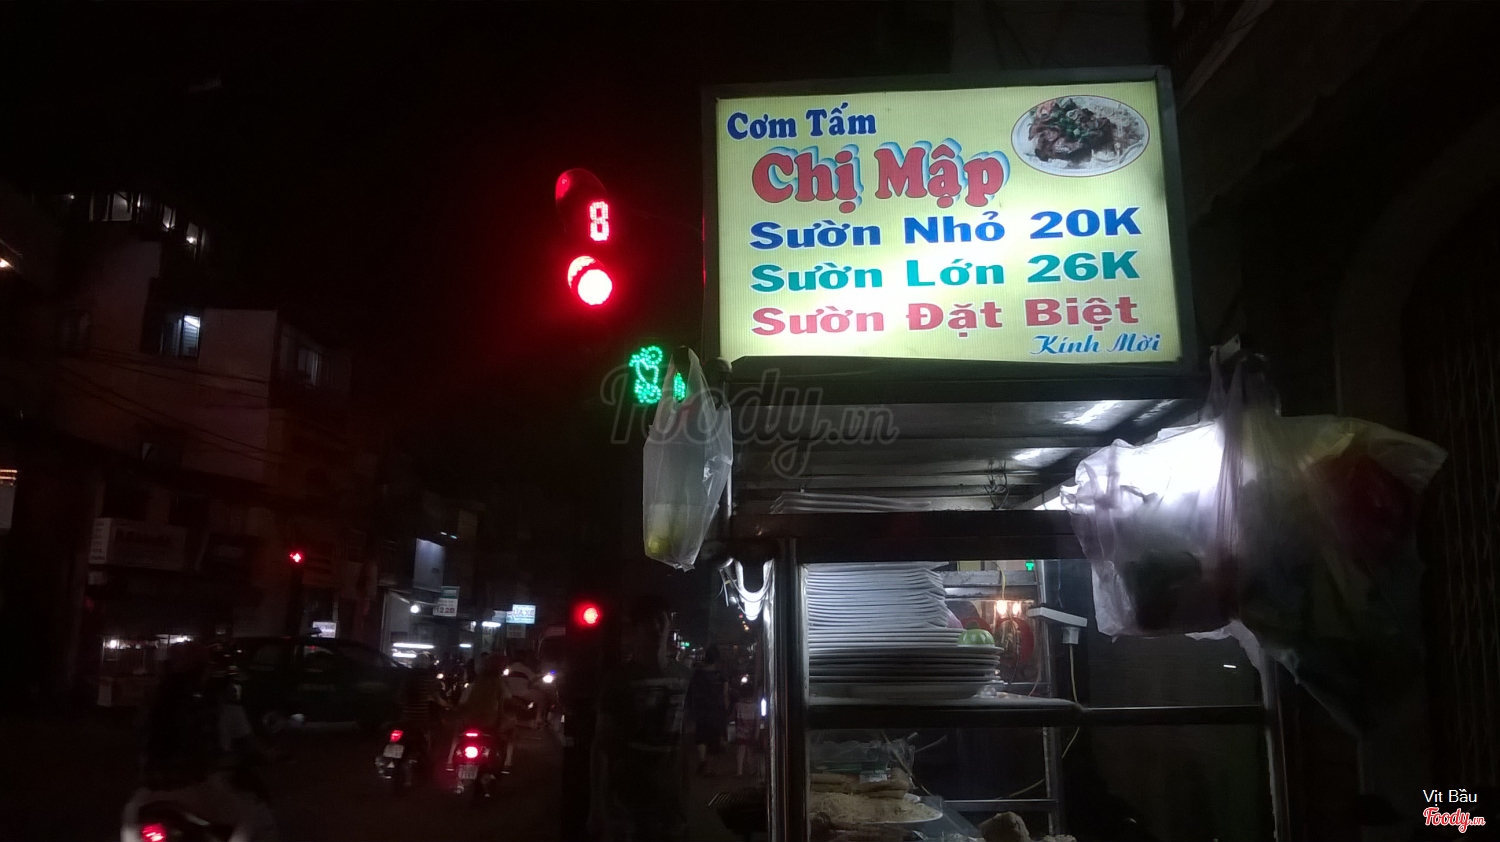 Cơm Tấm
Chị Mập
Sườn Nhỏ 20K
Sườn Lớn 26K
Sườn Đặt Biệt
Kính Mời
8
Foody.vn
Vịt Bầu
Foody.vn